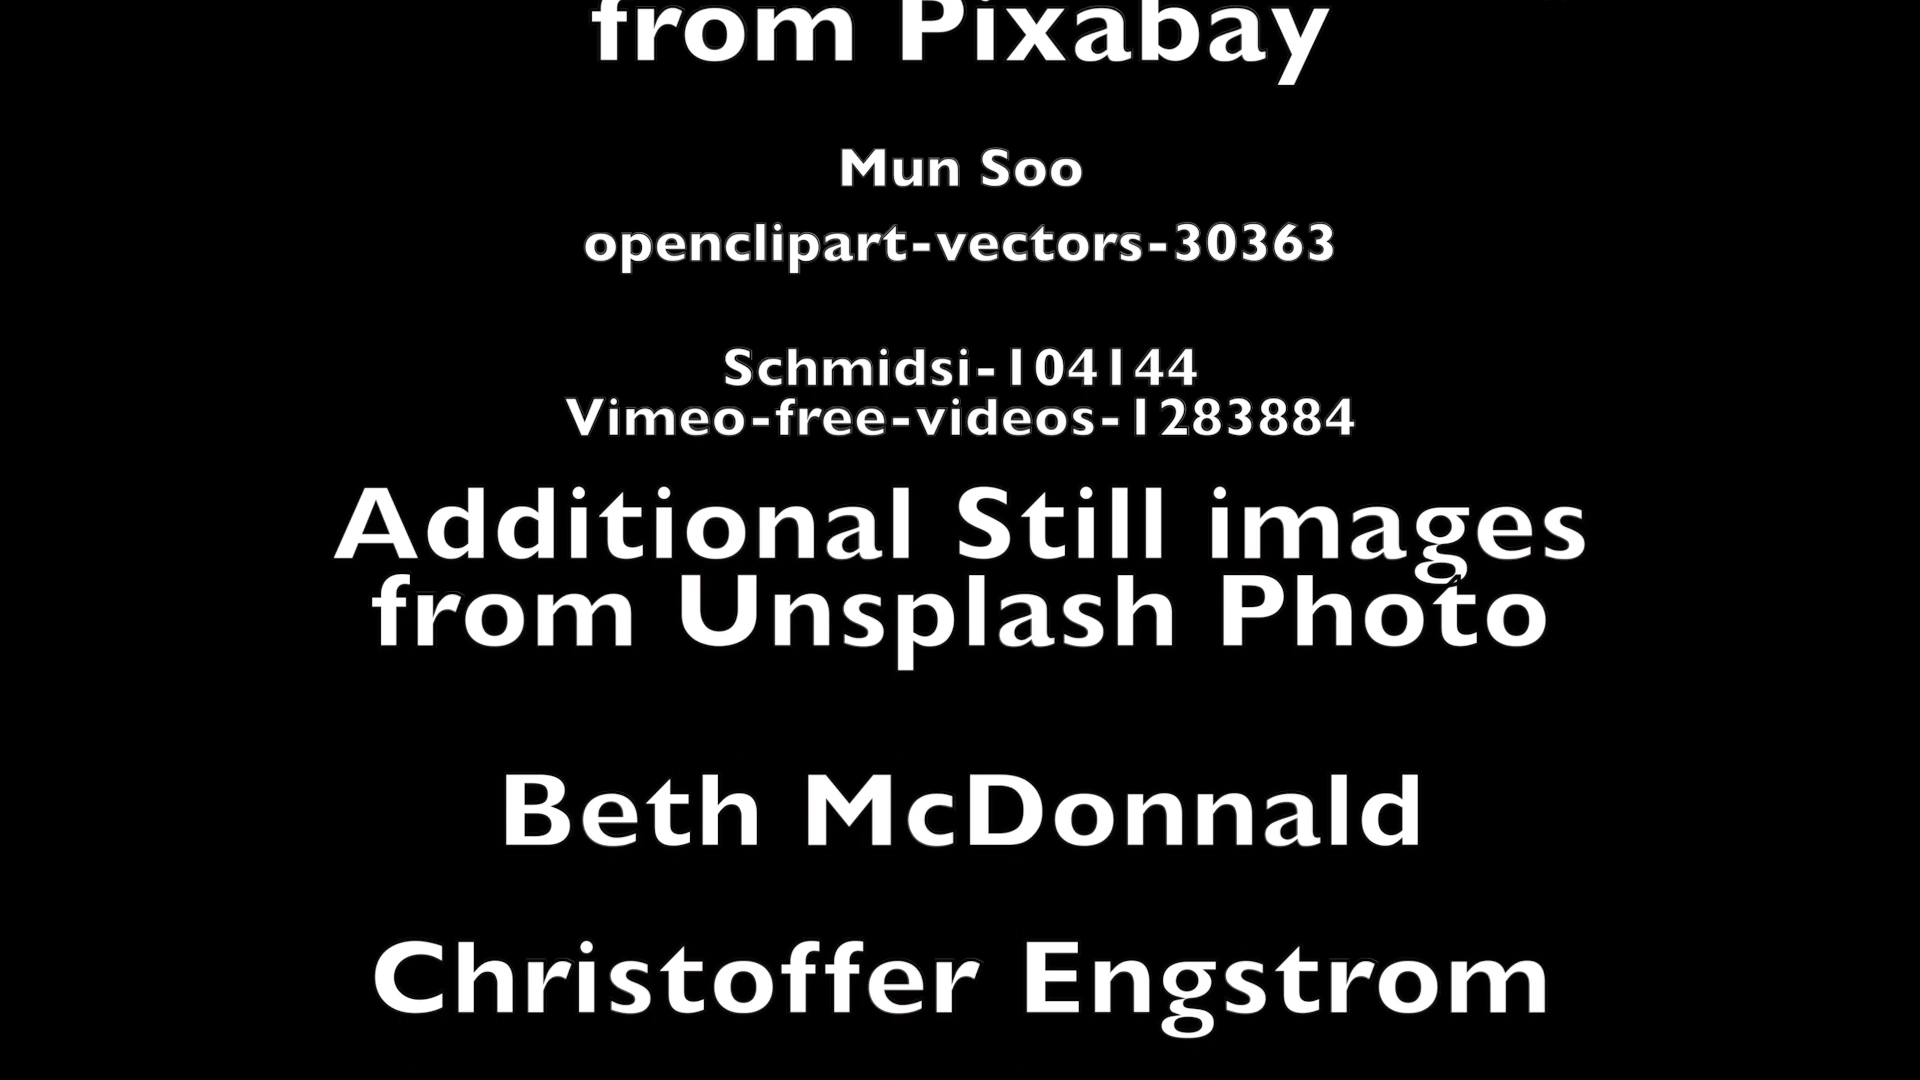 from Pixabay
Mun Soo
openclipart-vectors-30363
Schmidsi-104144
Vimeo-free-videos-1283884
Additional Still images
from Unsplash Photo
Beth McDonnald
Christoffer Engstrom